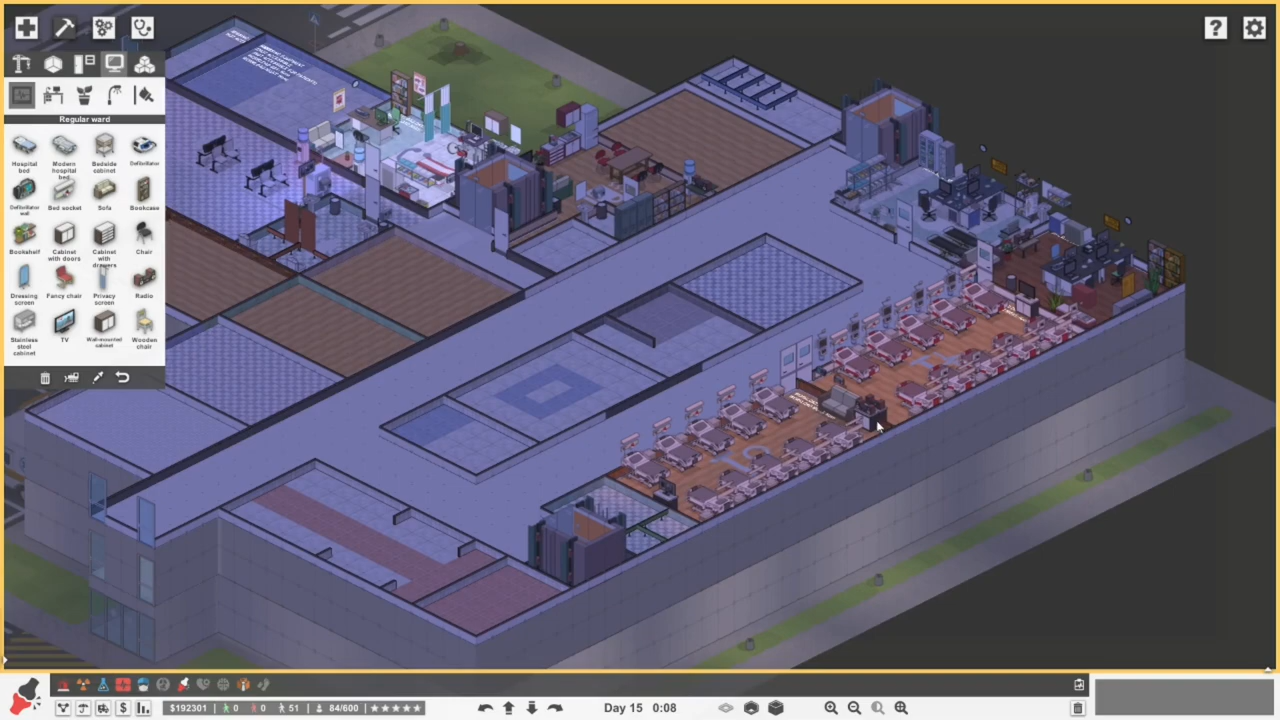 Regular ward
Hospital bed
Modern hospital bed
Bedside cabinet
Defibrillator
Defibrillator wall
Bed socket
Sofa
Bookcase
Bookshelf
Cabinet with doors
Cabinet with drawers
Chair
Dressing screen
Fancy chair
Privacy screen
Radio
Stainless steel cabinet
TV
Wall-mounted cabinet
Wooden chair
?
$192301
0
0
51
84/600
Day 15 0:08